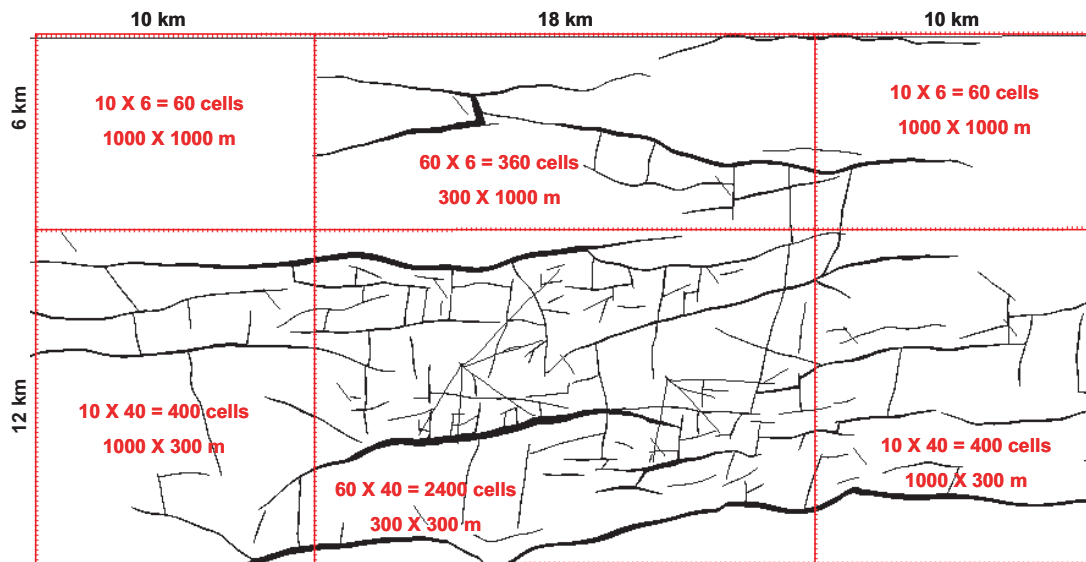 10 km
18 km
10 km
6 km
10 X 6 = 60 cells
1000 X 1000 m
60 X 6 = 360 cells
300 X 1000 m
10 X 6 = 60 cells
1000 X 1000 m
12 km
10 X 40 = 400 cells
1000 X 300 m
60 X 40 = 2400 cells
300 X 300 m
10 X 40 = 400 cells
1000 X 300 m